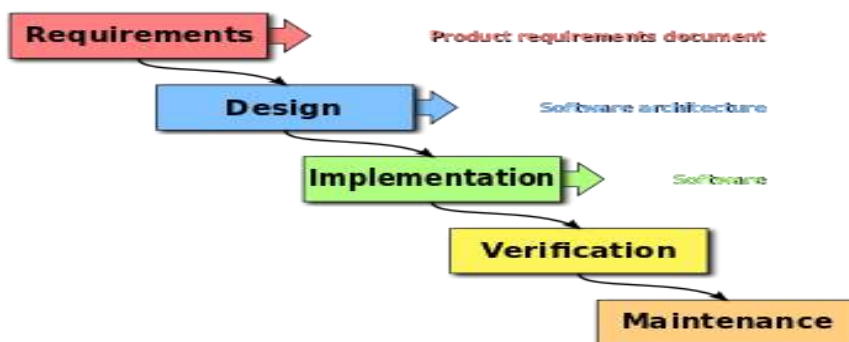 Requirements
Product requirements document
Design
Software architecture
Implementation
Software
Verification
Maintenance